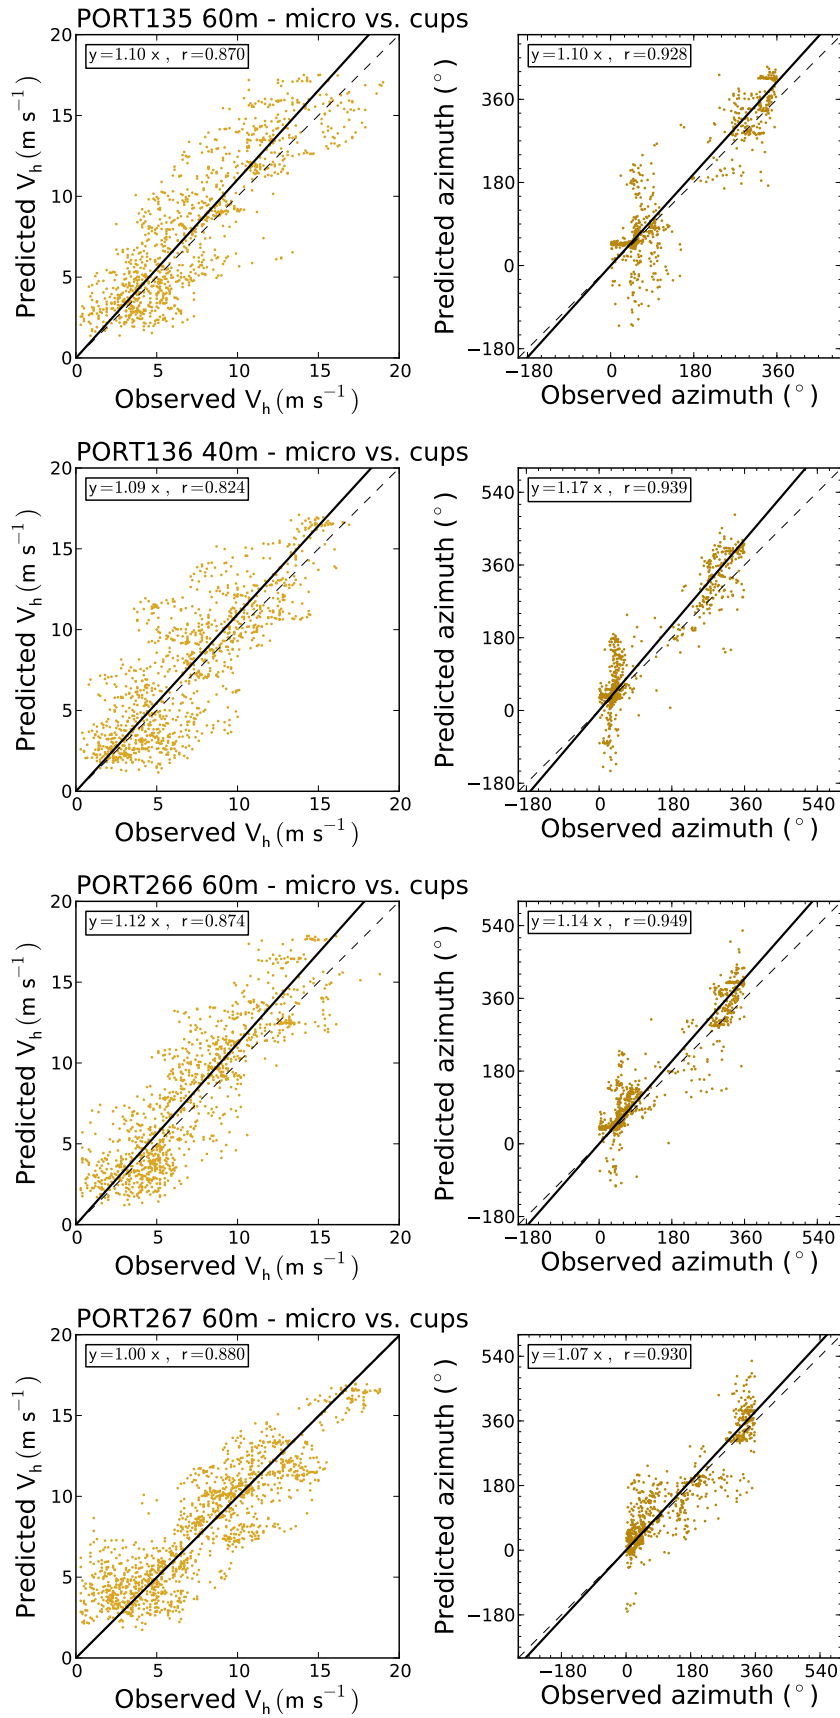 PORT135 60m - micro vs. cups
y=1.10 x , r=0.870
20
15
10
5
0
0 5 10 15 20
Predicted V_h (m s⁻¹)
Observed V_h (m s⁻¹)
y=1.10 x , r=0.928
360
180
0
−180
−180 0 180 360
Predicted azimuth (°)
Observed azimuth (°)
PORT136 40m - micro vs. cups
y=1.09 x , r=0.824
20
15
10
5
0
0 5 10 15 20
Predicted V_h (m s⁻¹)
Observed V_h (m s⁻¹)
y=1.17 x , r=0.939
540
360
180
0
−180
−180 0 180 360 540
Predicted azimuth (°)
Observed azimuth (°)
PORT266 60m - micro vs. cups
y=1.12 x , r=0.874
20
15
10
5
0
0 5 10 15 20
Predicted V_h (m s⁻¹)
Observed V_h (m s⁻¹)
y=1.14 x , r=0.949
540
360
180
0
−180
−180 0 180 360 540
Predicted azimuth (°)
Observed azimuth (°)
PORT267 60m - micro vs. cups
y=1.00 x , r=0.880
20
15
10
5
0
0 5 10 15 20
Predicted V_h (m s⁻¹)
Observed V_h (m s⁻¹)
y=1.07 x , r=0.930
540
360
180
0
−180
−180 0 180 360 540
Predicted azimuth (°)
Observed azimuth (°)